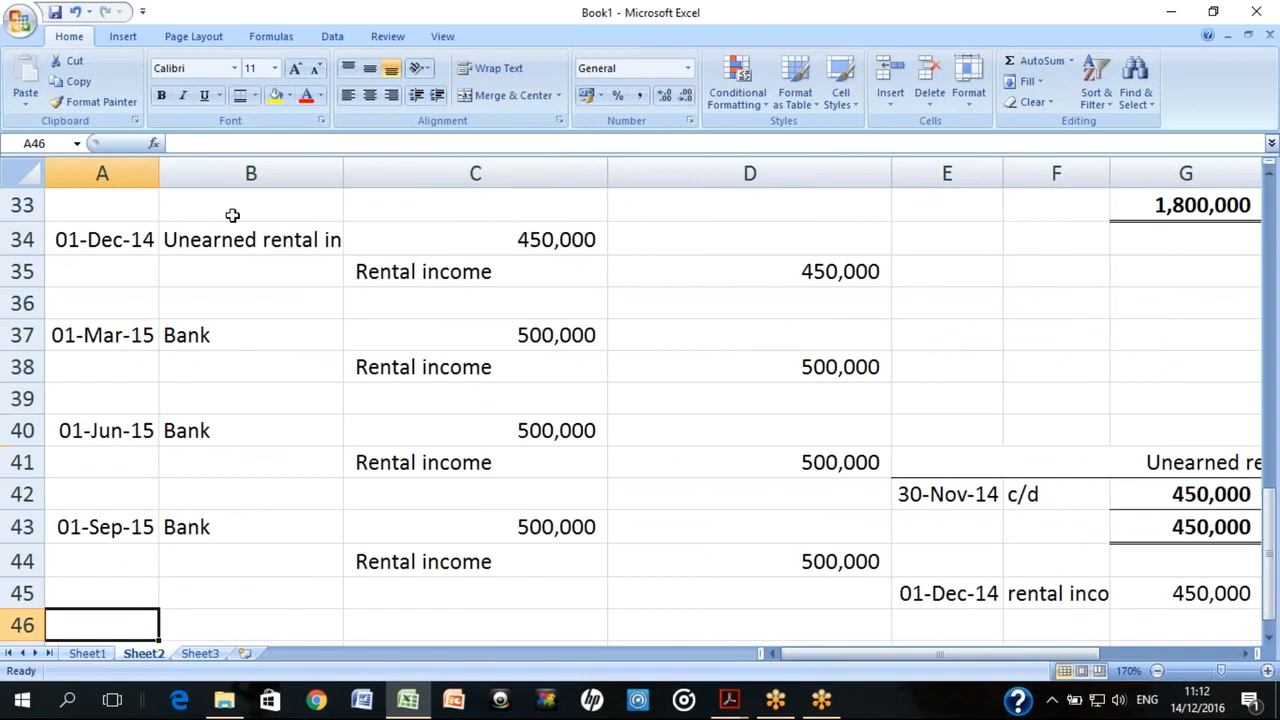 Book1 - Microsoft Excel
Home Insert Page Layout Formulas Data Review View
Paste
Cut
Copy
Format Painter
Clipboard
Calibri 11
B I U
Font
Wrap Text
Merge & Center
Alignment
General
% ,
Number
Conditional Formatting
Format as Table
Cell Styles
Styles
Insert Delete Format
Cells
Σ AutoSum
Fill
Clear
Sort & Filter
Find & Select
Editing
A46 fx
A B C D E F G
33 1,800,000
34 01-Dec-14 Unearned rental in 450,000
35 Rental income 450,000
36
37 01-Mar-15 Bank 500,000
38 Rental income 500,000
39
40 01-Jun-15 Bank 500,000
41 Rental income 500,000 Unearned re
42 30-Nov-14 c/d 450,000
43 01-Sep-15 Bank 500,000 450,000
44 Rental income 500,000
45 01-Dec-14 rental inco 450,000
46
Sheet1 Sheet2 Sheet3
Ready 170%
ENG 11:12
14/12/2016